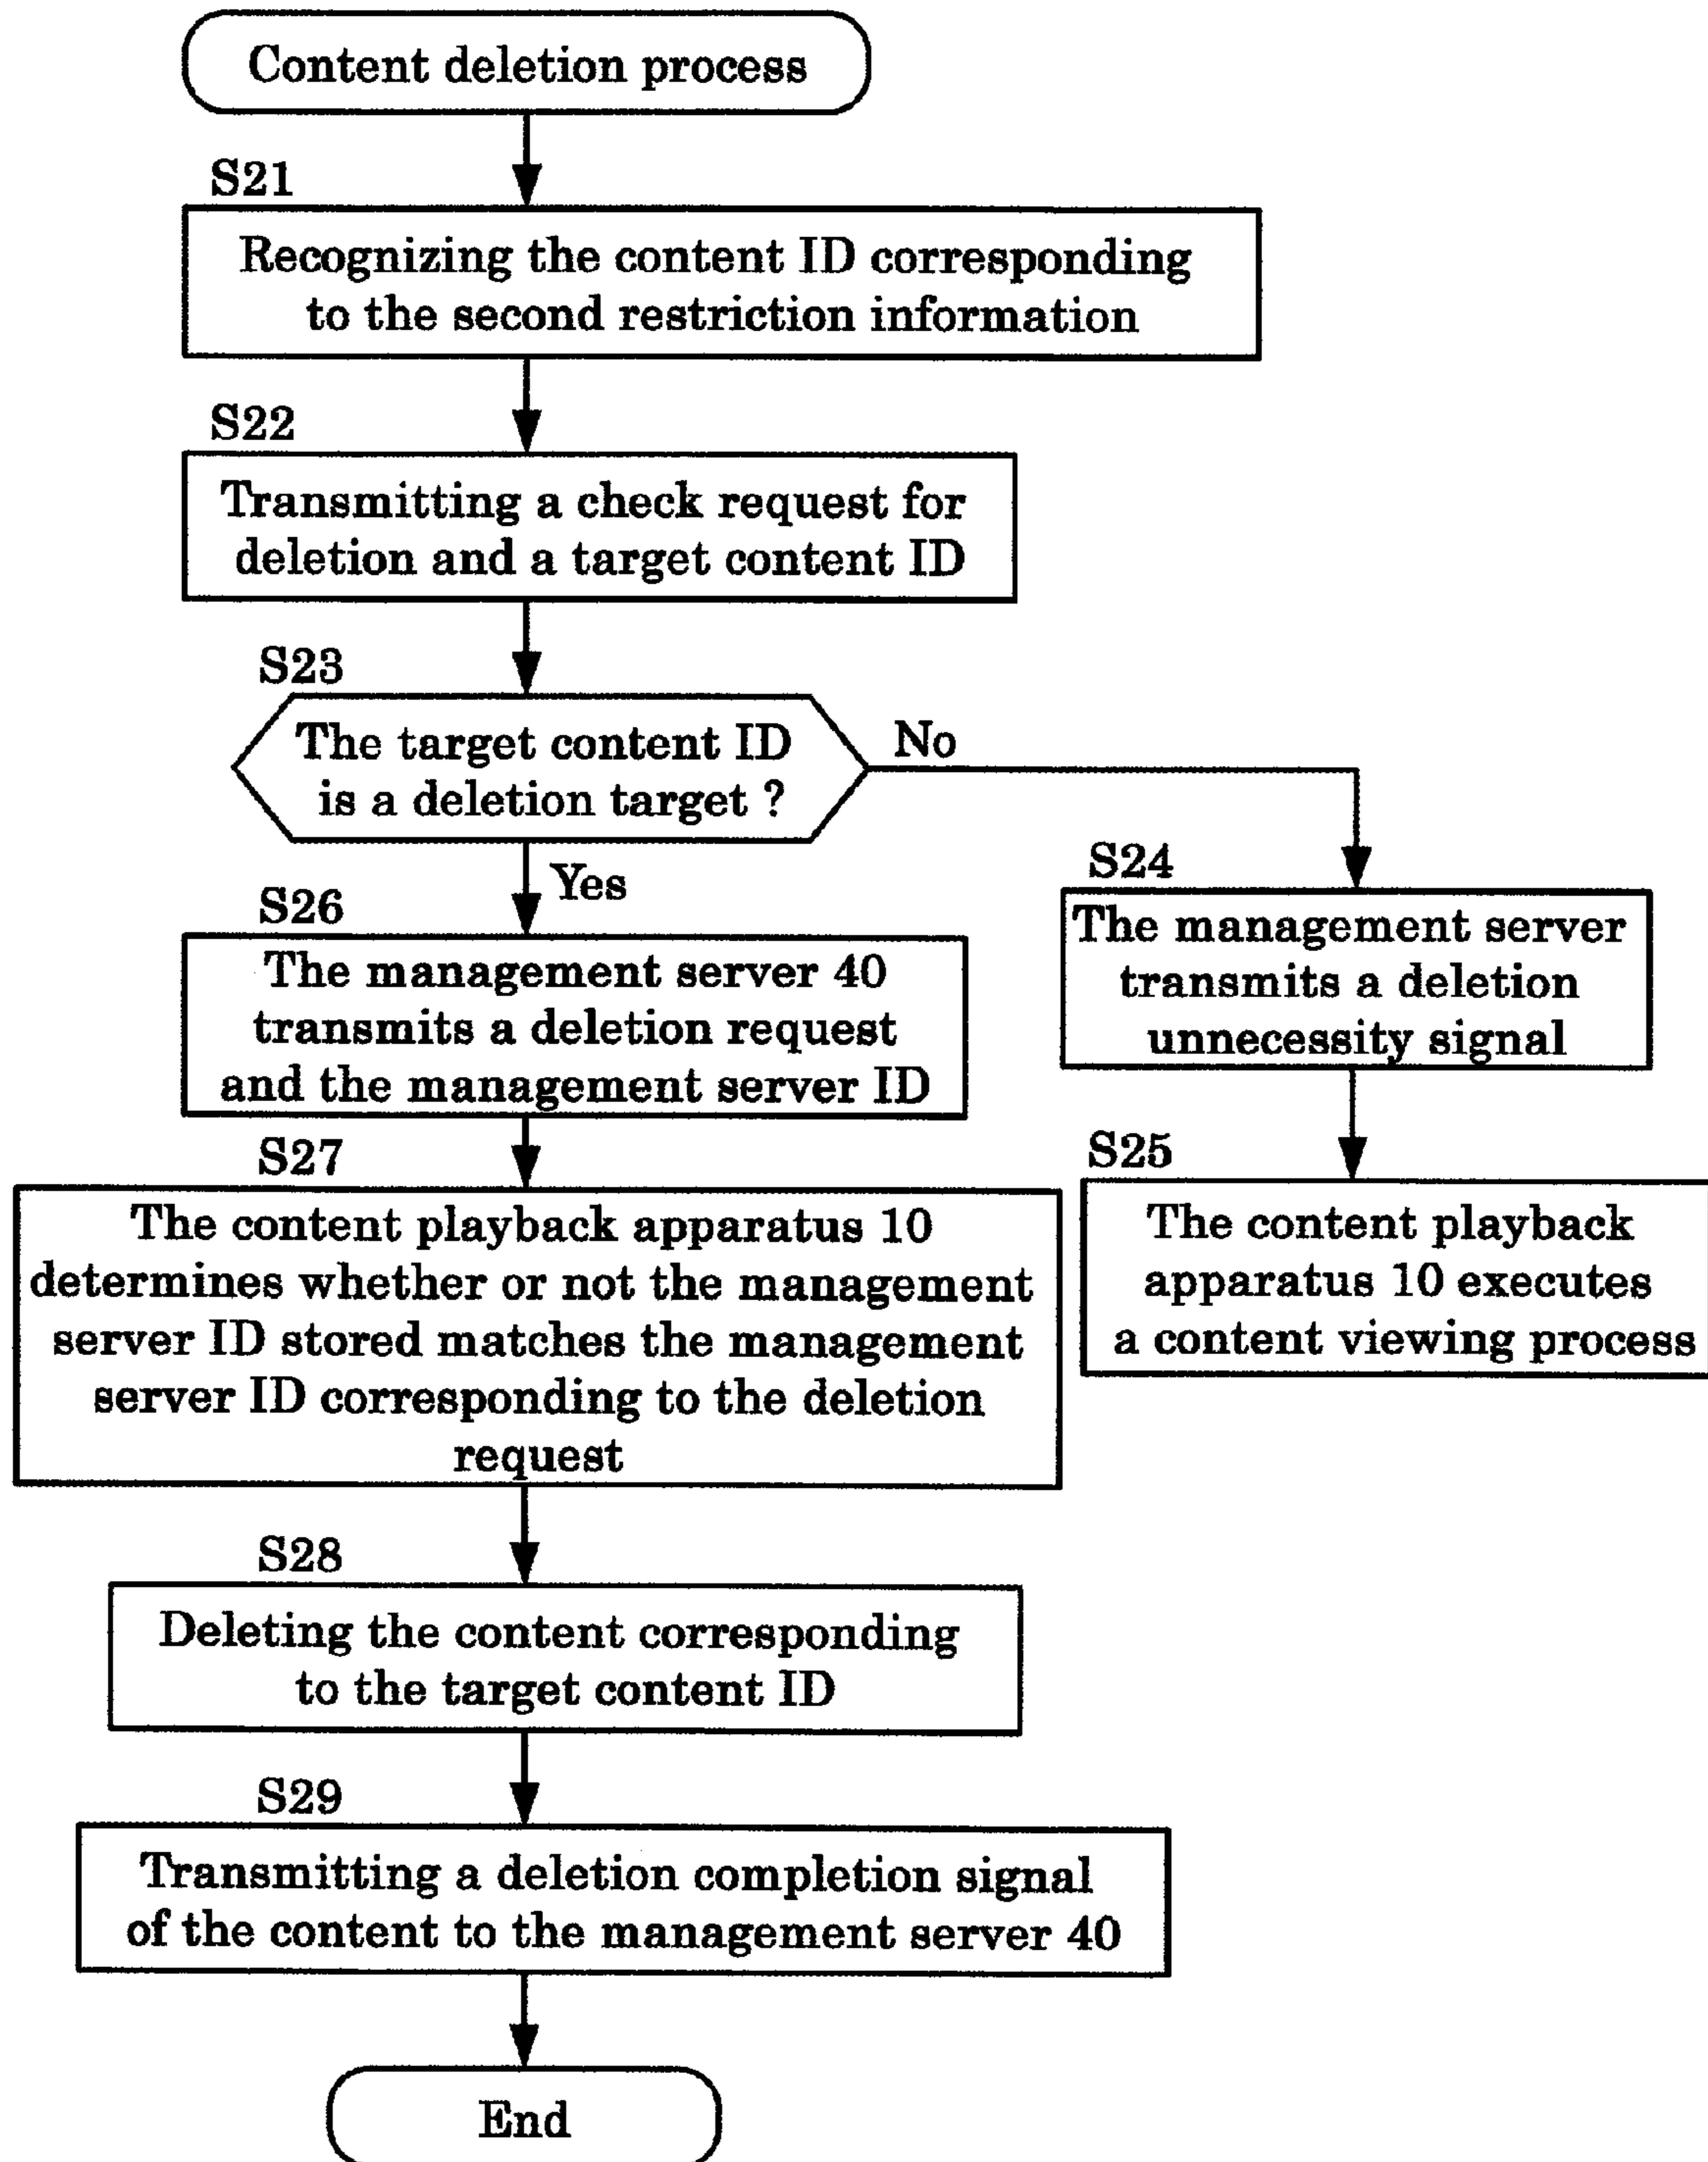 Content deletion process
S21
Recognizing the content ID corresponding
to the second restriction information
S22
Transmitting a check request for
deletion and a target content ID
S23
The target content ID
is a deletion target ?
No
Yes
S24
The management server
transmits a deletion
unnecessity signal
S25
The content playback
apparatus 10 executes
a content viewing process
S26
The management server 40
transmits a deletion request
and the management server ID
S27
The content playback apparatus 10
determines whether or not the management
server ID stored matches the management
server ID corresponding to the deletion
request
S28
Deleting the content corresponding
to the target content ID
S29
Transmitting a deletion completion signal
of the content to the management server 40
End